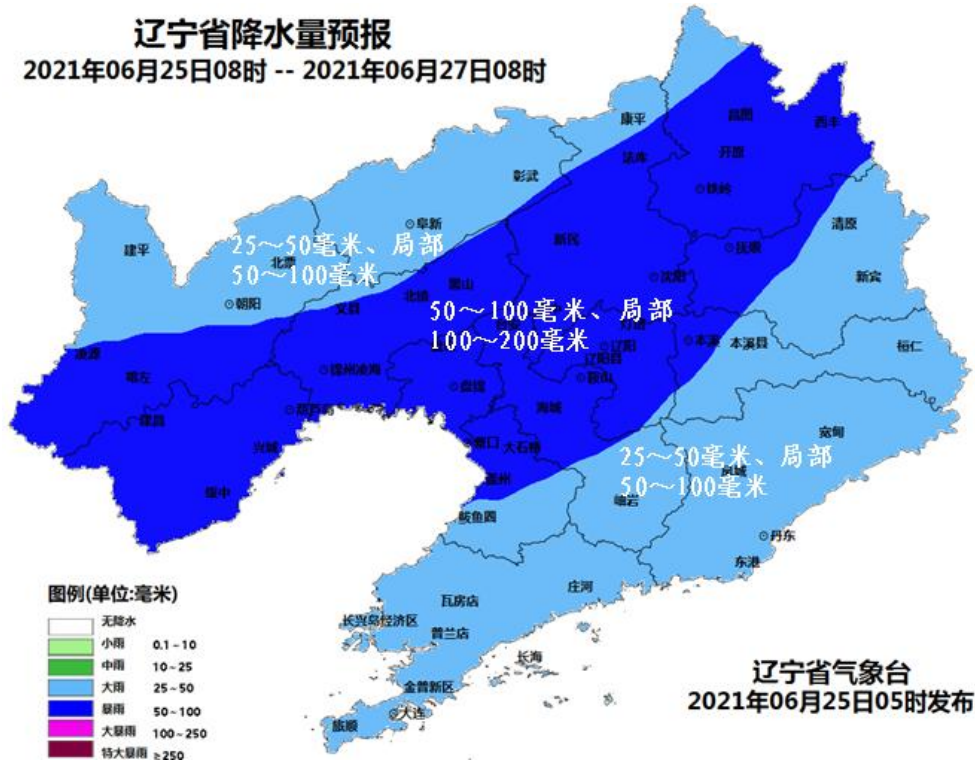 辽宁省降水量预报
2021年06月25日08时 -- 2021年06月27日08时
康平
昌图
西丰
法库
开原
彰武
铁岭
阜新
清原
新民
抚顺
建平
25～50毫米、局部
50～100毫米
北票
沈阳
新宾
黑山
北镇
朝阳
义县
50～100毫米、局部
100～200毫米
台安
灯塔
本溪
本溪县
桓仁
辽阳
辽阳县
凌源
喀左
锦州凌海
鞍山
盘锦
葫芦岛
海城
建昌
宽甸
营口
大石桥
兴城
25～50毫米、局部
50～100毫米
凤城
盖州
绥中
岫岩
鲅鱼圈
丹东
东港
庄河
瓦房店
长兴岛经济区
普兰店
长海
金普新区
大连
旅顺
图例(单位:毫米)
无降水
小雨 0.1~10
中雨 10~25
大雨 25~50
暴雨 50~100
大暴雨 100~250
特大暴雨 ≥250
辽宁省气象台
2021年06月25日05时发布